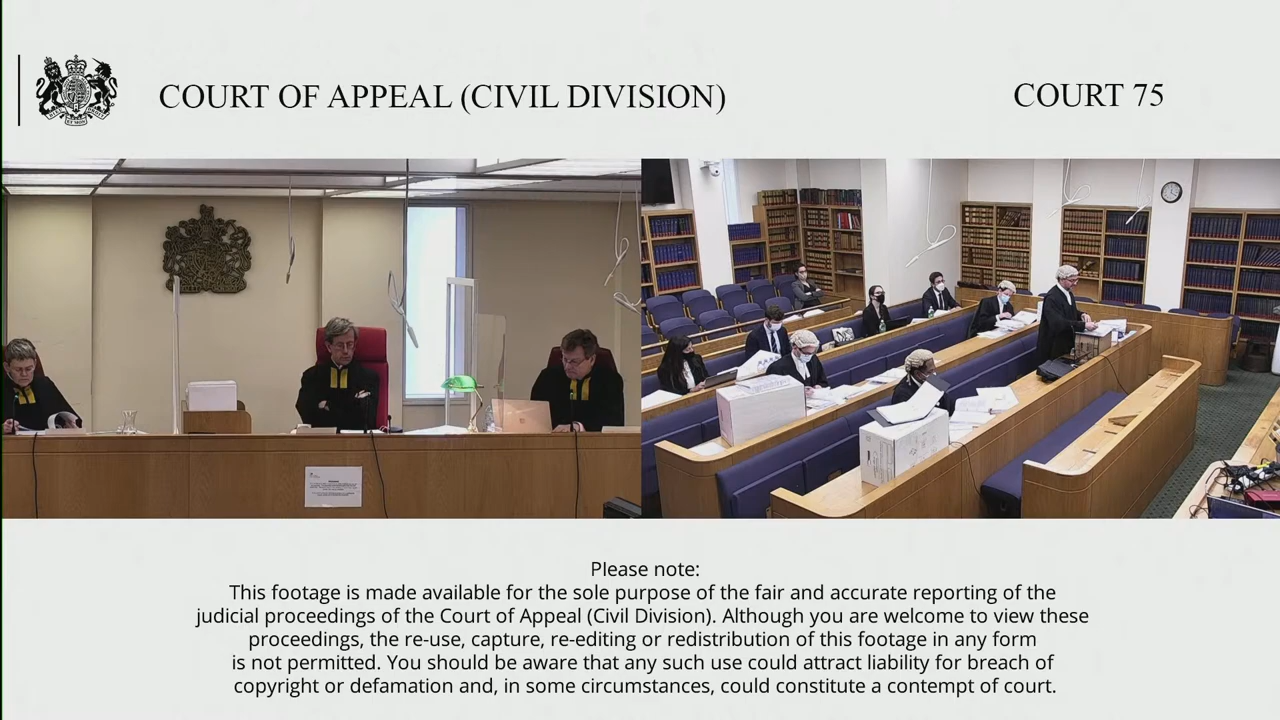 COURT OF APPEAL (CIVIL DIVISION)
COURT 75
Please note:
This footage is made available for the sole purpose of the fair and accurate reporting of the
judicial proceedings of the Court of Appeal (Civil Division). Although you are welcome to view these
proceedings, the re-use, capture, re-editing or redistribution of this footage in any form
is not permitted. You should be aware that any such use could attract liability for breach of
copyright or defamation and, in some circumstances, could constitute a contempt of court.